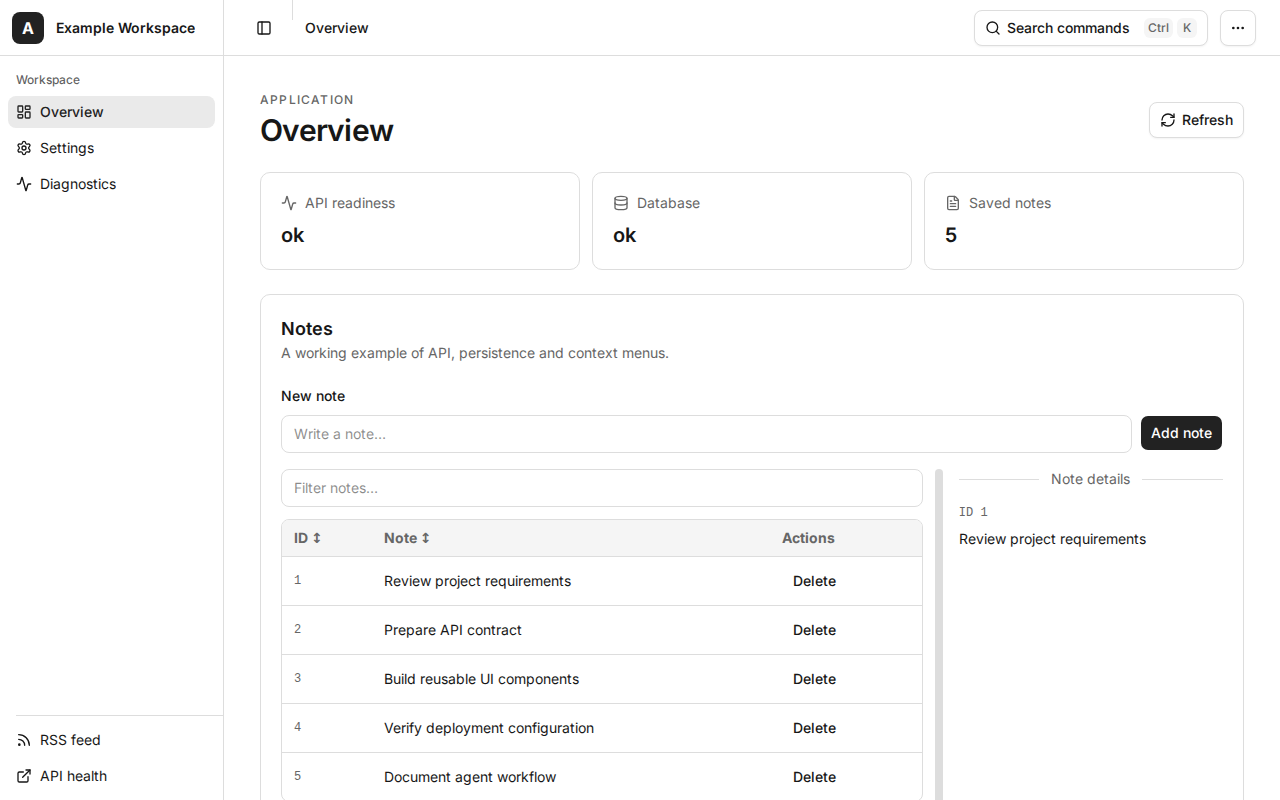 A Example Workspace
Overview
Search commands Ctrl K
Workspace
Overview
Settings
Diagnostics
RSS feed
API health
APPLICATION
Overview
Refresh
API readiness
ok
Database
ok
Saved notes
5
Notes
A working example of API, persistence and context menus.
New note
Write a note...
Add note
Filter notes...
ID ↕ Note ↕ Actions
1 Review project requirements Delete
2 Prepare API contract Delete
3 Build reusable UI components Delete
4 Verify deployment configuration Delete
5 Document agent workflow Delete
Note details
ID 1
Review project requirements